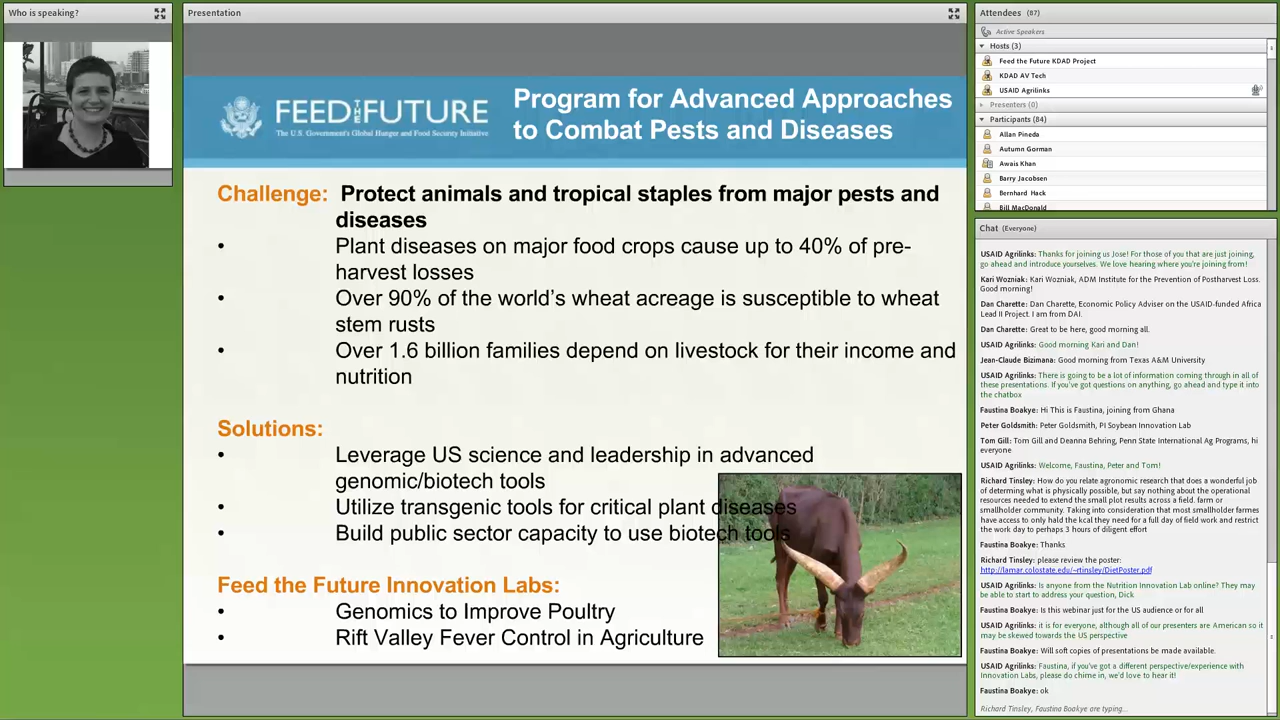 Who is speaking?
Presentation
FEED THE FUTURE
The U.S. Government's Global Hunger and Food Security Initiative
Program for Advanced Approaches
to Combat Pests and Diseases
Challenge: Protect animals and tropical staples from major pests and
diseases
• Plant diseases on major food crops cause up to 40% of pre-
harvest losses
• Over 90% of the world's wheat acreage is susceptible to wheat
stem rusts
• Over 1.6 billion families depend on livestock for their income and
nutrition
Solutions:
• Leverage US science and leadership in advanced
genomic/biotech tools
• Utilize transgenic tools for critical plant diseases
• Build public sector capacity to use biotech tools
Feed the Future Innovation Labs:
• Genomics to Improve Poultry
• Rift Valley Fever Control in Agriculture
Attendees (87)
Active Speakers
Hosts (3)
Feed the Future KDAD Project
KDAD AV Tech
USAID Agrilinks
Presenters (0)
Participants (84)
Allan Pineda
Autumn Gorman
Awais Khan
Barry Jacobsen
Bernhard Hack
Bill MacDonald
Chat (Everyone)
USAID Agrilinks: Thanks for joining us Jose! For those of you that are just joining,
go ahead and introduce yourselves. We love hearing where you're joining from!
Kari Wozniak: Kari Wozniak, ADM Institute for the Prevention of Postharvest Loss.
Good morning!
Dan Charette: Dan Charette, Economic Policy Adviser on the USAID-funded Africa
Lead II Project. I am from DAI.
Dan Charette: Great to be here, good morning all.
USAID Agrilinks: Good morning Kari and Dan!
Jean-Claude Bizimana: Good morning from Texas A&M University
USAID Agrilinks: There is going to be a lot of information coming through in all of
these presentations. If you've got questions on anything, go ahead and type it into
the chatbox
Faustina Boakye: Hi This is Faustina, joining from Ghana
Peter Goldsmith: Peter Goldsmith, PI Soybean Innovation Lab
Tom Gill: Tom Gill and Deanna Behring, Penn State International Ag Programs, hi
everyone
USAID Agrilinks: Welcome, Faustina, Peter and Tom!
Richard Tinsley: How do you relate agronomic research that does a wonderful job
of determing what is physically possible, but say nothing about the operational
resources needed to extend the small plot results across a field. farm or
smallholder community. Taking into consideration that most smallholder farmes
have access to only hald the kcal they need for a full day of field work and restrict
the work day to perhaps 3 hours of diligent effort
Faustina Boakye: Thanks
Richard Tinsley: please review the poster:
http://lamar.colostate.edu/~rtinsley/DietPoster.pdf
USAID Agrilinks: Is anyone from the Nutrition Innovation Lab online? They may
be able to start to address your question, Dick
Faustina Boakye: Is this webinar just for the US audience or for all
USAID Agrilinks: it is for everyone, although all of our presenters are American so it
may be skewed towards the US perspective
Faustina Boakye: Will soft copies of presentations be made available.
USAID Agrilinks: Faustina, if you've got a different perspective/experience with
Innovation Labs, please do chime in, we'd love to hear it!
Faustina Boakye: ok
Richard Tinsley, Faustina Boakye are typing...